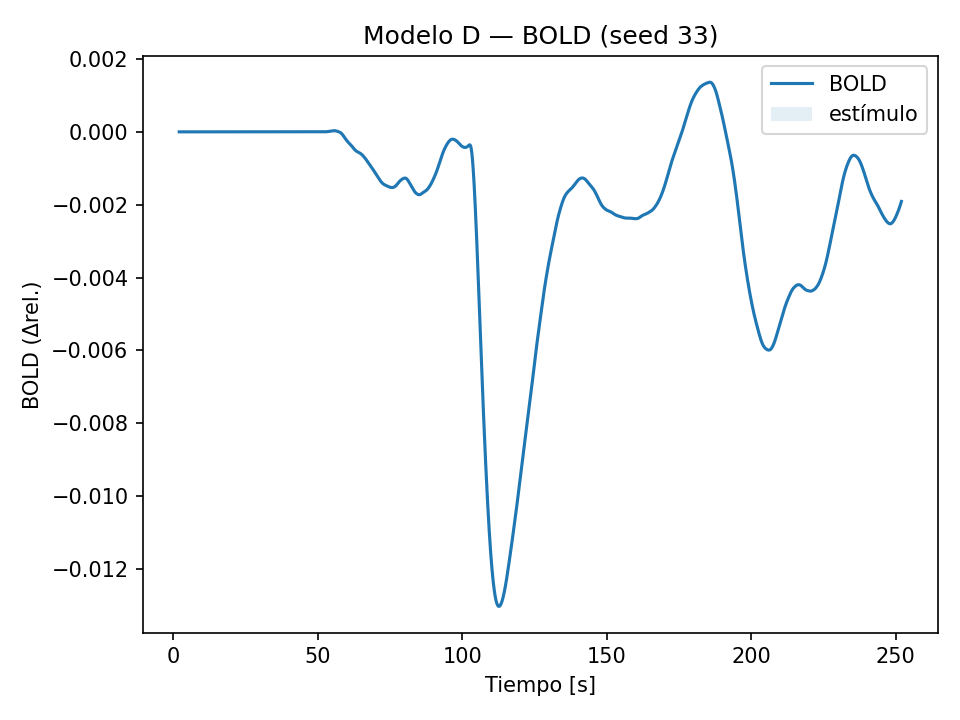 Modelo D — BOLD (seed 33)
BOLD
estímulo
0.002
0.000
−0.002
−0.004
−0.006
−0.008
−0.010
−0.012
BOLD (Δrel.)
0
50
100
150
200
250
Tiempo [s]